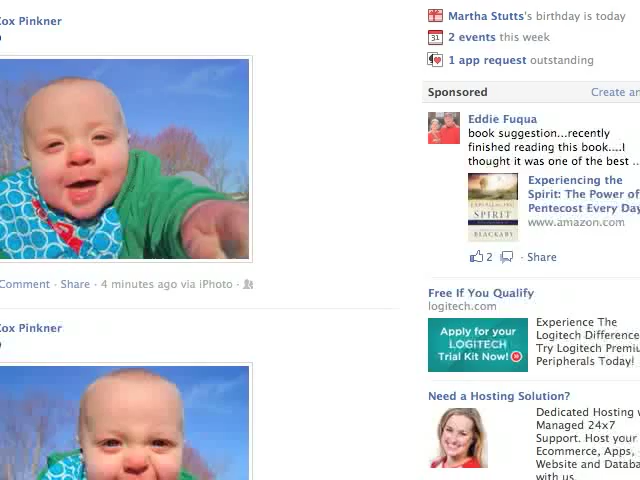 Cox Pinkner
Comment · Share · 4 minutes ago via iPhoto ·
Cox Pinkner
Martha Stutts's birthday is today
31 2 events this week
1 app request outstanding
Sponsored Create an
Eddie Fuqua
book suggestion...recently
finished reading this book....I
thought it was one of the best ..
Experiencing the
Spirit: The Power of
Pentecost Every Day
www.amazon.com
EXPERIENCING
SPIRIT
BLACKABY
2 · Share
Free If You Qualify
logitech.com
Apply for your
LOGITECH
Trial Kit Now!
Experience The
Logitech Difference
Try Logitech Premiu
Peripherals Today!
Need a Hosting Solution?
Dedicated Hosting w
Managed 24x7
Support. Host your
Ecommerce, Apps,
Website and Databa
with us.